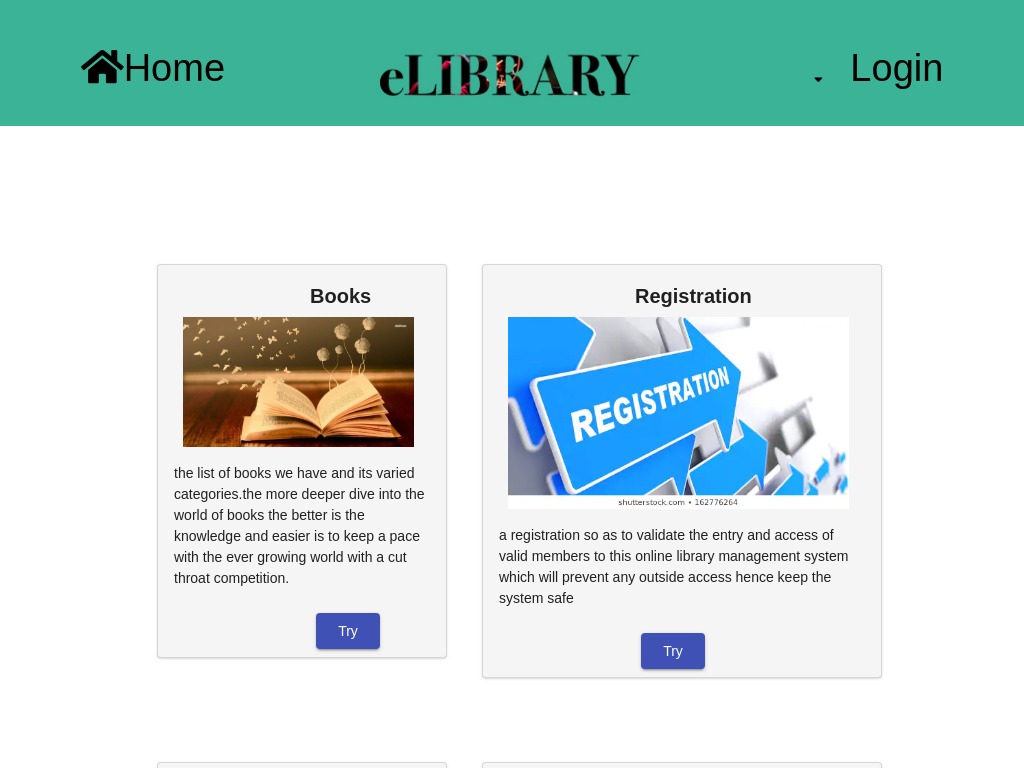 Home
eLIBRARY
Login
Books
the list of books we have and its varied
categories.the more deeper dive into the
world of books the better is the
knowledge and easier is to keep a pace
with the ever growing world with a cut
throat competition.
Try
Registration
REGISTRATION
shutterstock.com • 162776264
a registration so as to validate the entry and access of
valid members to this online library management system
which will prevent any outside access hence keep the
system safe
Try